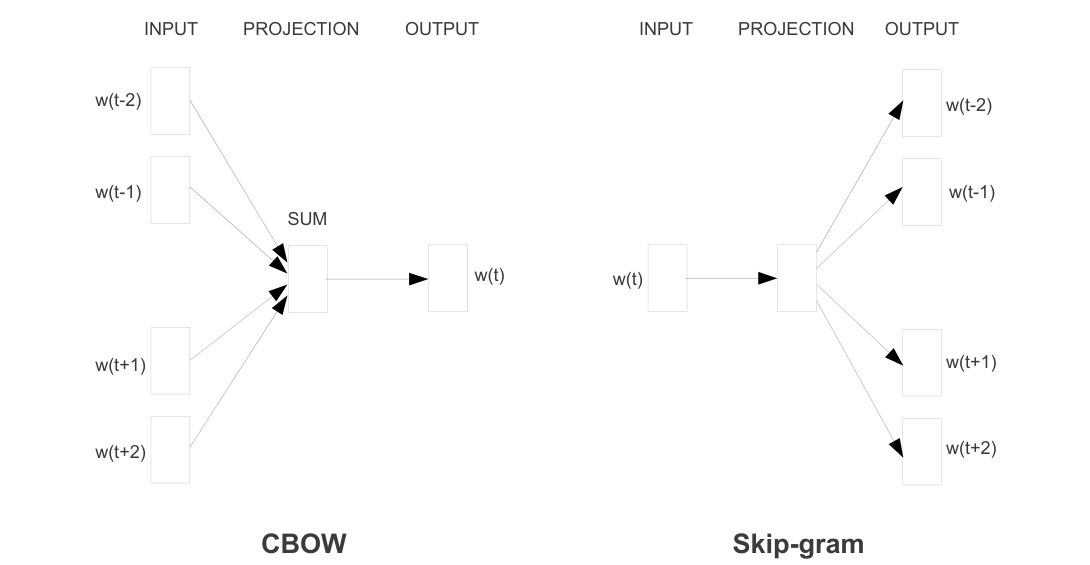 INPUT PROJECTION OUTPUT
w(t-2)
w(t-1)
SUM
w(t)
w(t+1)
w(t+2)
CBOW
INPUT PROJECTION OUTPUT
w(t-2)
w(t-1)
w(t)
w(t+1)
w(t+2)
Skip-gram